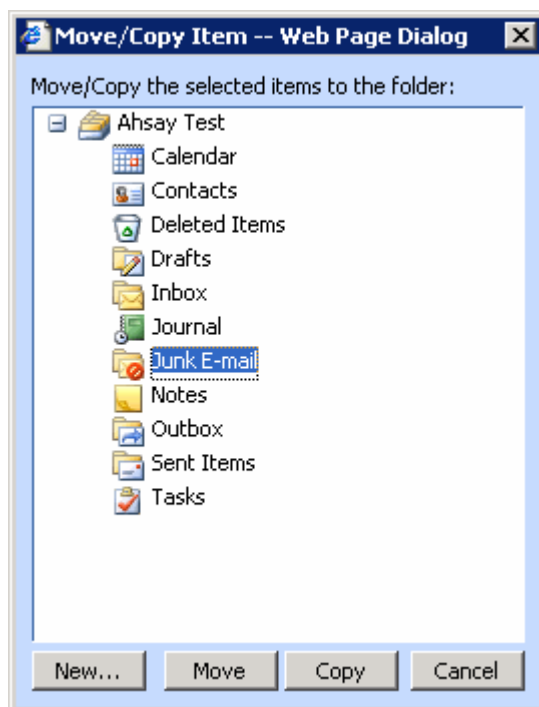 Move/Copy Item -- Web Page Dialog
Move/Copy the selected items to the folder:
Ahsay Test
Calendar
Contacts
Deleted Items
Drafts
Inbox
Journal
Junk E-mail
Notes
Outbox
Sent Items
Tasks
New... Move Copy Cancel